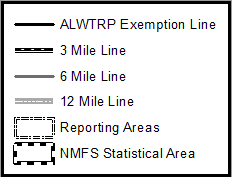 ALWTRP Exemption Line
3 Mile Line
6 Mile Line
12 Mile Line
Reporting Areas
NMFS Statistical Area